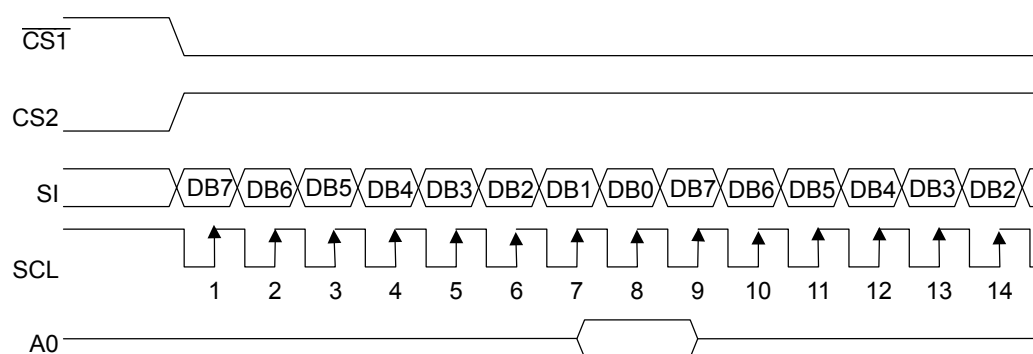 CS1
CS2
SI DB7 DB6 DB5 DB4 DB3 DB2 DB1 DB0 DB7 DB6 DB5 DB4 DB3 DB2
SCL
1 2 3 4 5 6 7 8 9 10 11 12 13 14
A0